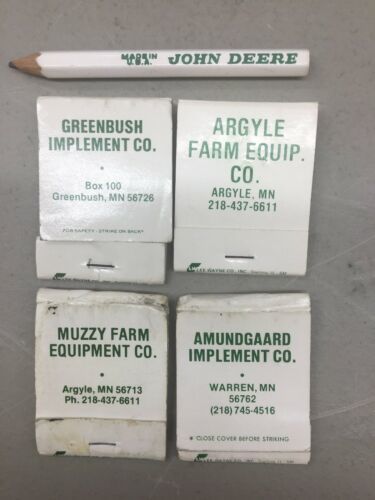 MADE IN
U.S.A.
JOHN DEERE
GREENBUSH
IMPLEMENT CO.
Box 100
Greenbush, MN 56726
FOR SAFETY - STRIKE ON BACK
ARGYLE
FARM EQUIP.
CO.
ARGYLE, MN
218-437-6611
MUZZY FARM
EQUIPMENT CO.
Argyle, MN 56713
Ph. 218-437-6611
AMUNDGAARD
IMPLEMENT CO.
WARREN, MN
56762
(218) 745-4516
CLOSE COVER BEFORE STRIKING